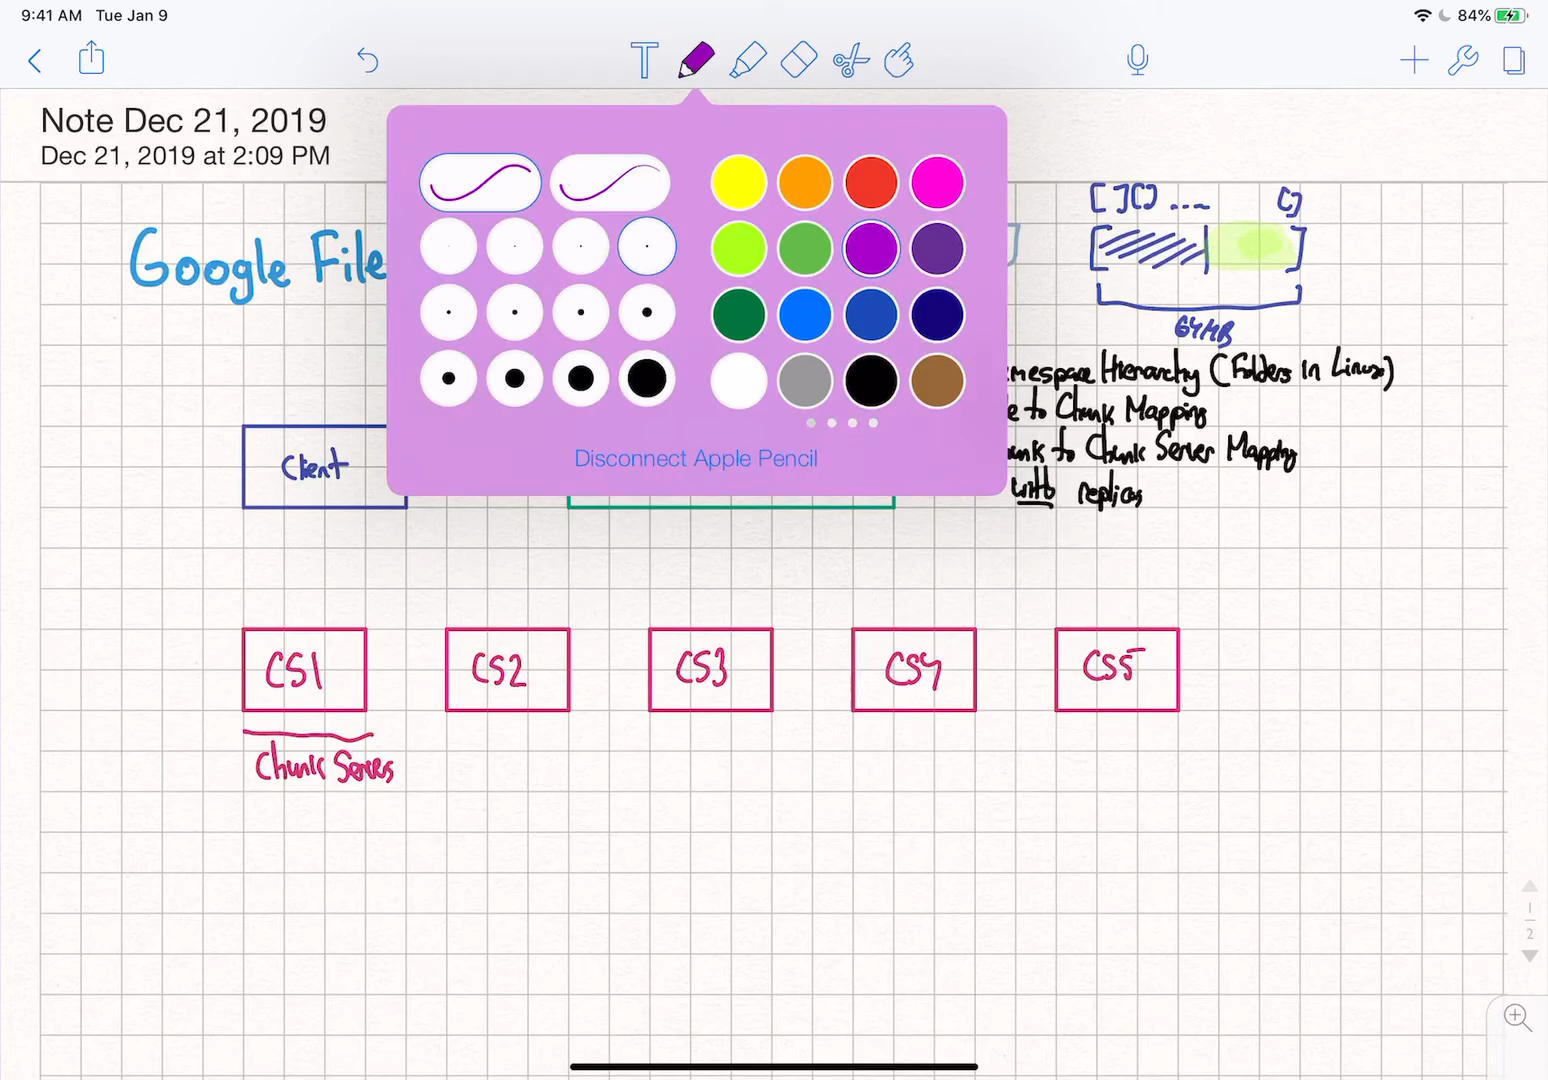 9:41 AM Tue Jan 9
84%
T
Note Dec 21, 2019
Dec 21, 2019 at 2:09 PM
Google File
[ ][ ] .... [ ]
64MB
mespace Hierarchy (Folders in Linux)
e to Chunk Mapping
unk to Chunk Server Mapping
with replicas
Disconnect Apple Pencil
Client
CS1
CS2
CS3
CS4
CS5
Chunk Servers
1
2